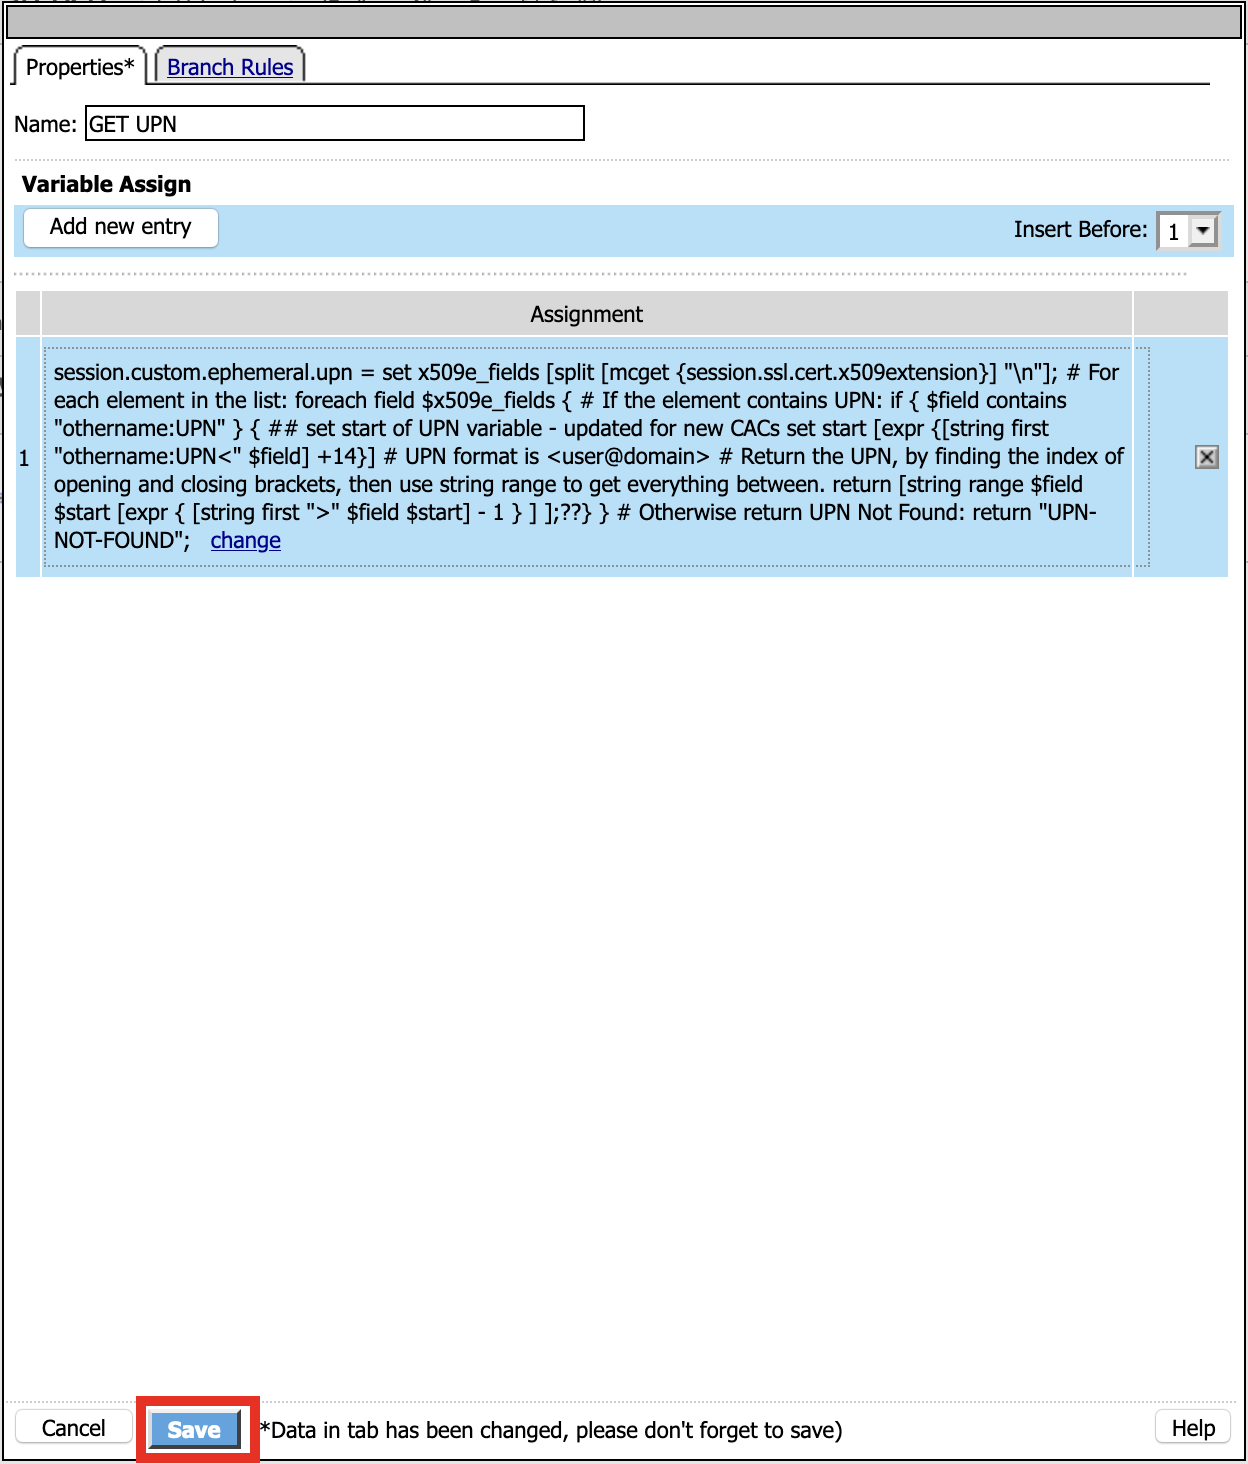 Properties* Branch Rules
Name: GET UPN
Variable Assign
Add new entry Insert Before: 1
Assignment
session.custom.ephemeral.upn = set x509e_fields [split [mcget {session.ssl.cert.x509extension}] "\n"]; # For
each element in the list: foreach field $x509e_fields { # If the element contains UPN: if { $field contains
"othername:UPN" } { ## set start of UPN variable - updated for new CACs set start [expr {[string first
"othername:UPN<" $field] +14}] # UPN format is <user@domain> # Return the UPN, by finding the index of
1
opening and closing brackets, then use string range to get everything between. return [string range $field
$start [expr { [string first ">" $field $start] - 1 } ] ];??} } # Otherwise return UPN Not Found: return "UPN-
NOT-FOUND"; change
Cancel Save *Data in tab has been changed, please don't forget to save) Help